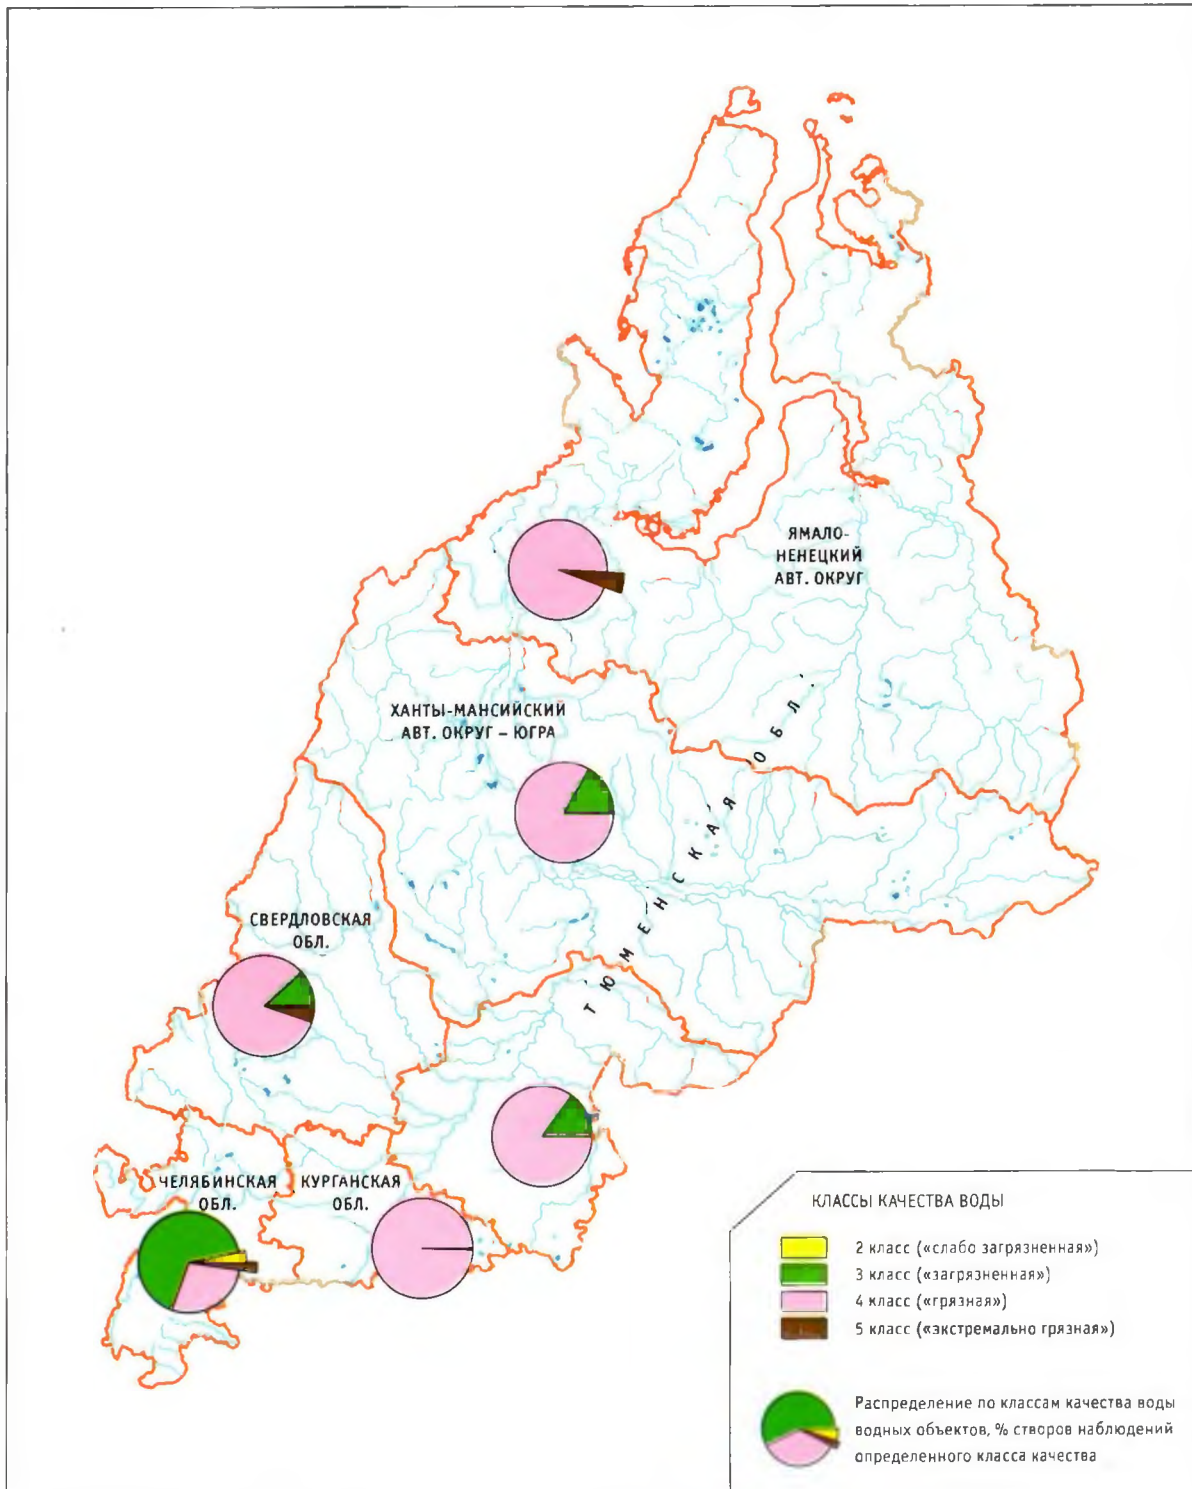 ЯМАЛО-
НЕНЕЦКИЙ
АВТ. ОКРУГ
ХАНТЫ-МАНСИЙСКИЙ
АВТ. ОКРУГ – ЮГРА
ТЮМЕНСКАЯ ОБЛ.
СВЕРДЛОВСКАЯ
ОБЛ.
ЧЕЛЯБИНСКАЯ
ОБЛ.
КУРГАНСКАЯ
ОБЛ.
КЛАССЫ КАЧЕСТВА ВОДЫ
2 класс («слабо загрязненная»)
3 класс («загрязненная»)
4 класс («грязная»)
5 класс («экстремально грязная»)
Распределение по классам качества воды
водных объектов, % створов наблюдений
определенного класса качества